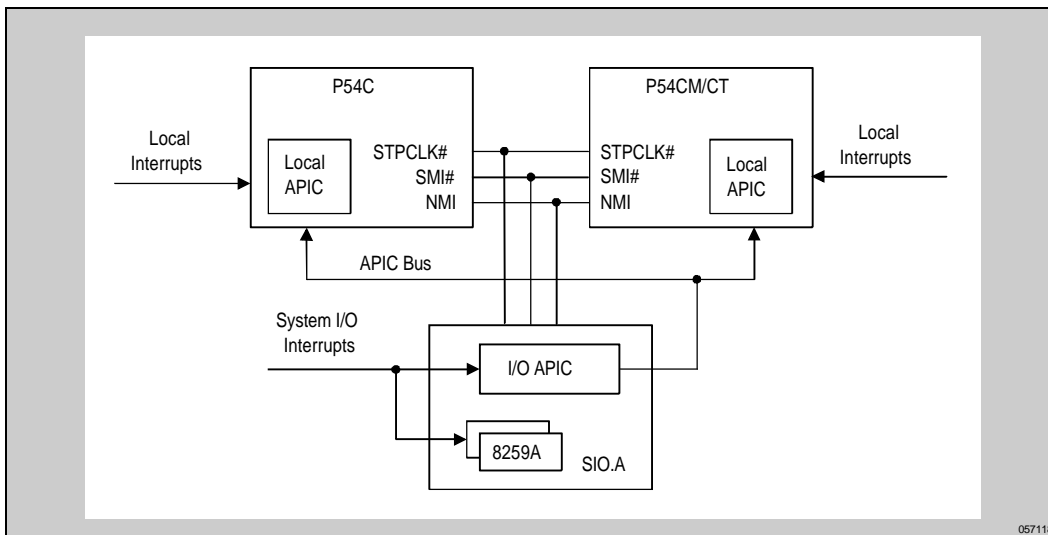 P54C
P54CM/CT
Local
Interrupts
Local
APIC
STPCLK#
SMI#
NMI
STPCLK#
SMI#
NMI
Local
APIC
Local
Interrupts
APIC Bus
System I/O
Interrupts
I/O APIC
8259A
SIO.A